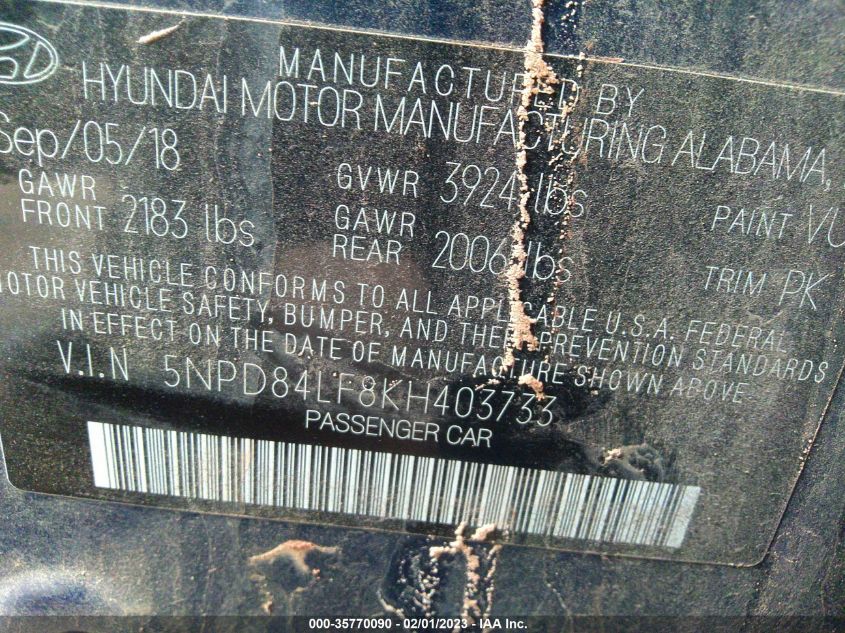 MANUFACTURED BY
HYUNDAI MOTOR MANUFACTURING ALABAMA,
Sep/05/18
GAWR FRONT 2183 lbs GVWR 3924 lbs
GAWR REAR 2006 lbs PAINT VU
TRIM PK
THIS VEHICLE CONFORMS TO ALL APPLICABLE U.S.A. FEDERAL
MOTOR VEHICLE SAFETY, BUMPER, AND THEFT PREVENTION STANDARDS
IN EFFECT ON THE DATE OF MANUFACTURE SHOWN ABOVE
V.I.N 5NPD84LF8KH403733
PASSENGER CAR
000-35770090 - 02/01/2023 - IAA Inc.